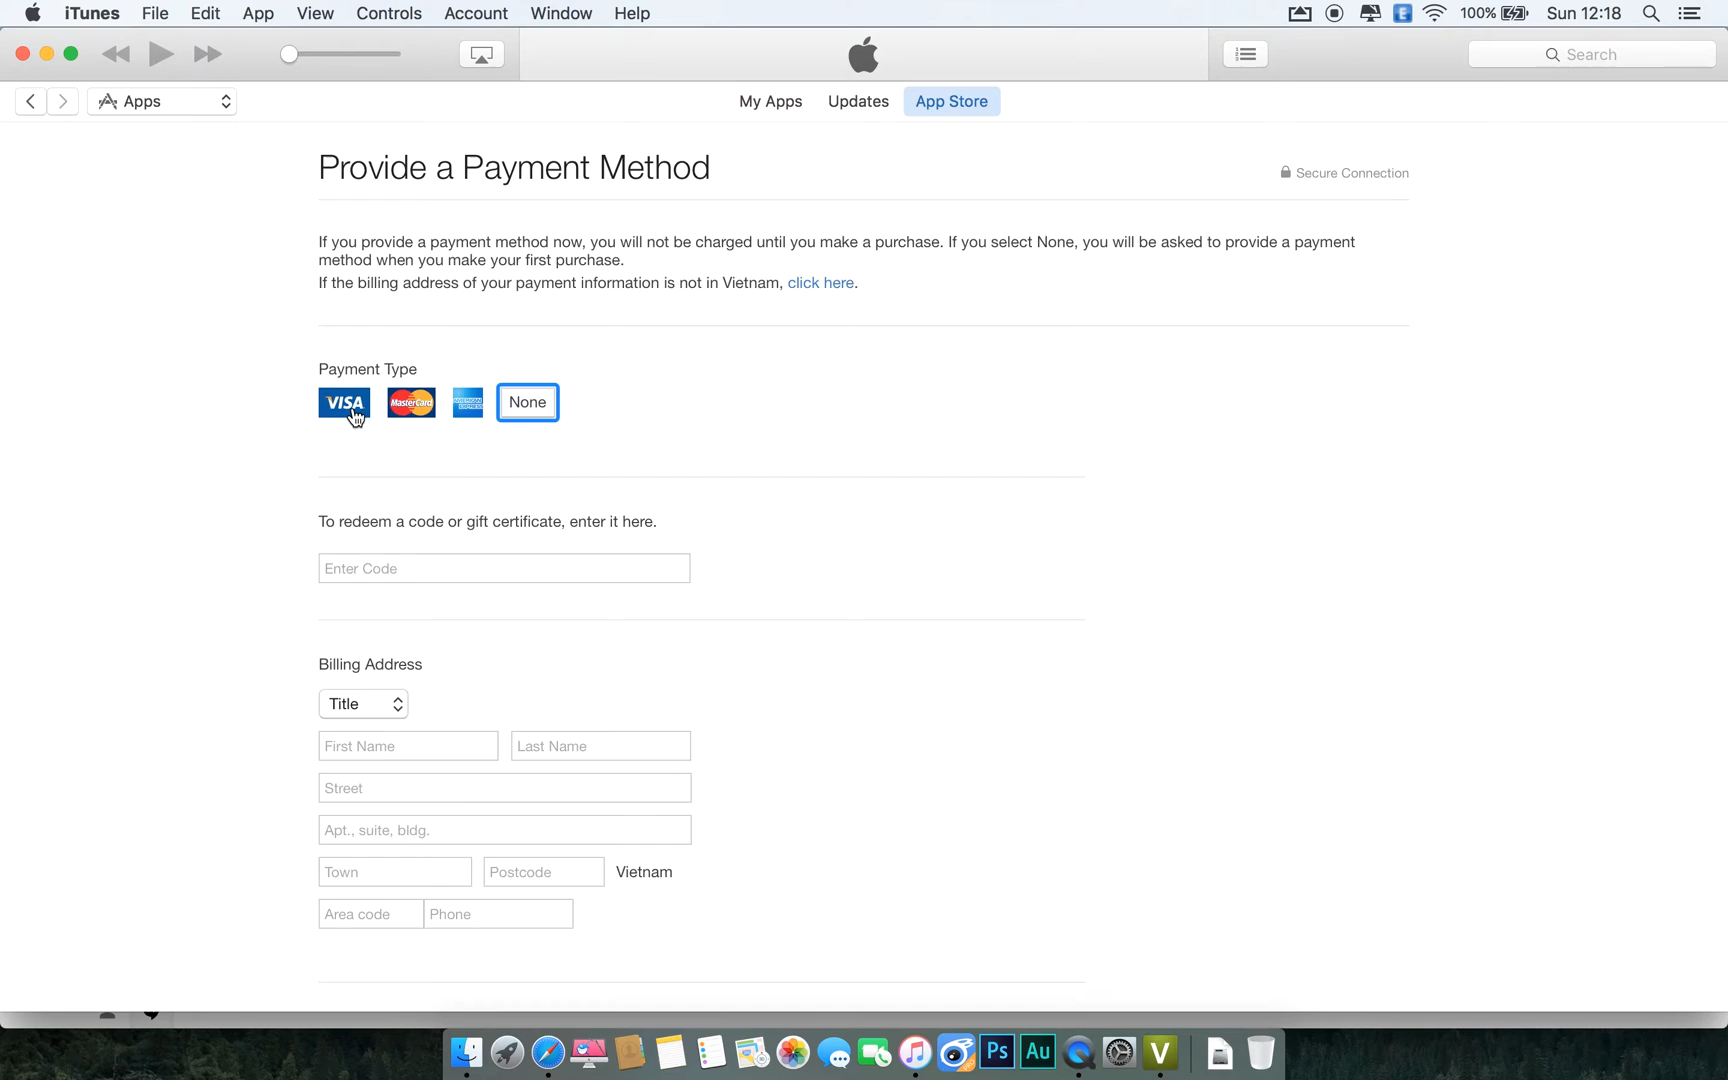 iTunes File Edit App View Controls Account Window Help 100% Sun 12:18
Search
Apps My Apps Updates App Store
Provide a Payment Method
Secure Connection
If you provide a payment method now, you will not be charged until you make a purchase. If you select None, you will be asked to provide a payment
method when you make your first purchase.
If the billing address of your payment information is not in Vietnam, click here.
Payment Type
VISA MasterCard AMERICAN EXPRESS None
To redeem a code or gift certificate, enter it here.
Enter Code
Billing Address
Title
First Name Last Name
Street
Apt., suite, bldg.
Town Postcode Vietnam
Area code Phone
Ps Au V